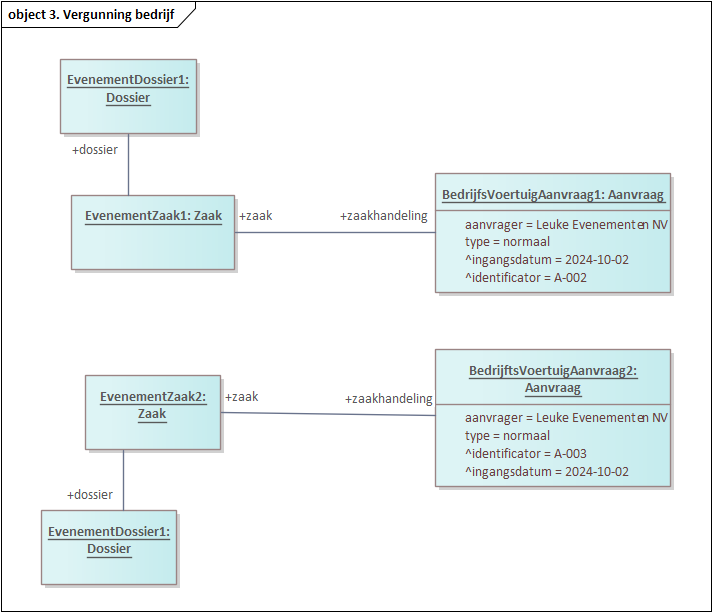 object 3. Vergunning bedrijf
EvenementDossier1:
Dossier
+dossier
EvenementZaak1: Zaak
+zaak
+zaakhandeling
BedrijfsVoertuigAanvraag1: Aanvraag
aanvrager = Leuke Evenementen NV
type = normaal
^ingangsdatum = 2024-10-02
^identificator = A-002
EvenementZaak2:
Zaak
+zaak
+zaakhandeling
BedrijftsVoertuigAanvraag2:
Aanvraag
aanvrager = Leuke Evenementen NV
type = normaal
^identificator = A-003
^ingangsdatum = 2024-10-02
+dossier
EvenementDossier1:
Dossier